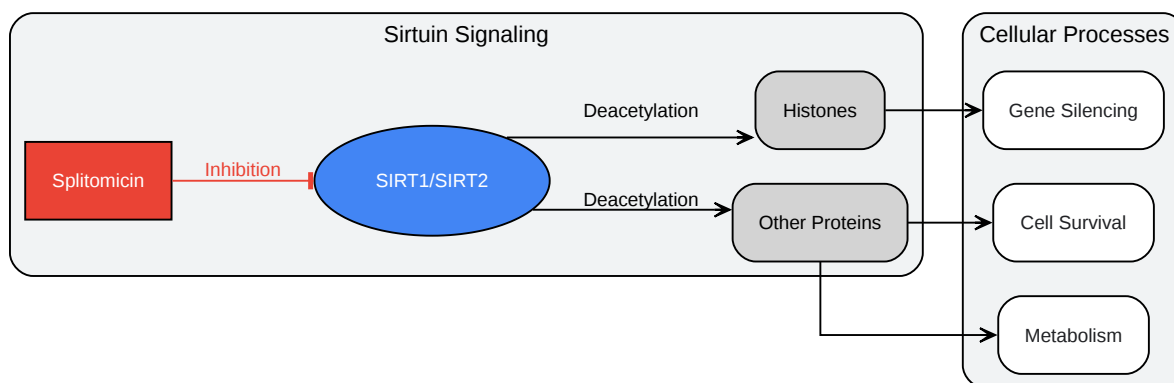 Sirtuin Signaling
Cellular Processes
Deacetylation
Histones
Gene Silencing
Splitomicin
Inhibition
SIRT1/SIRT2
Deacetylation
Other Proteins
Cell Survival
Metabolism